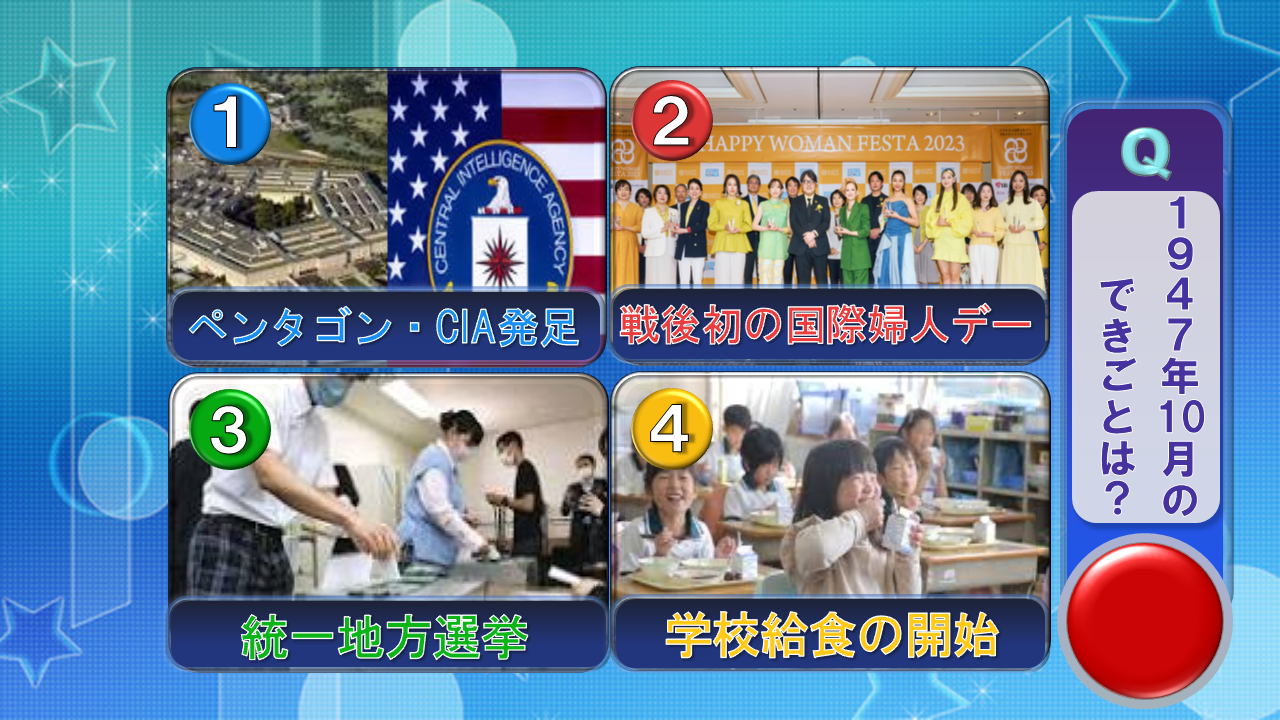 1
CENTRAL INTELLIGENCE AGENCY
ペンタゴン・CIA発足
2
HAPPY WOMAN FESTA 2023
戦後初の国際婦人デー
3
統一地方選挙
4
学校給食の開始
Q
1947年10月の
できごとは？